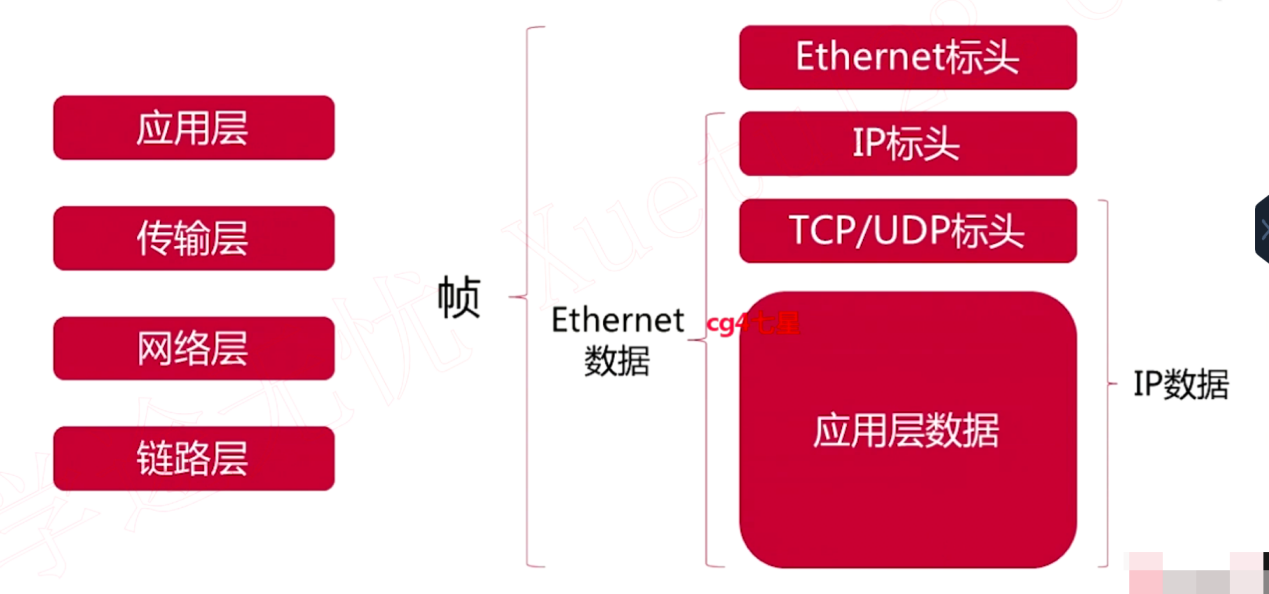 应用层
传输层
网络层
链路层
帧
Ethernet
数据
Ethernet标头
IP标头
TCP/UDP标头
cg4七星
应用层数据
IP数据